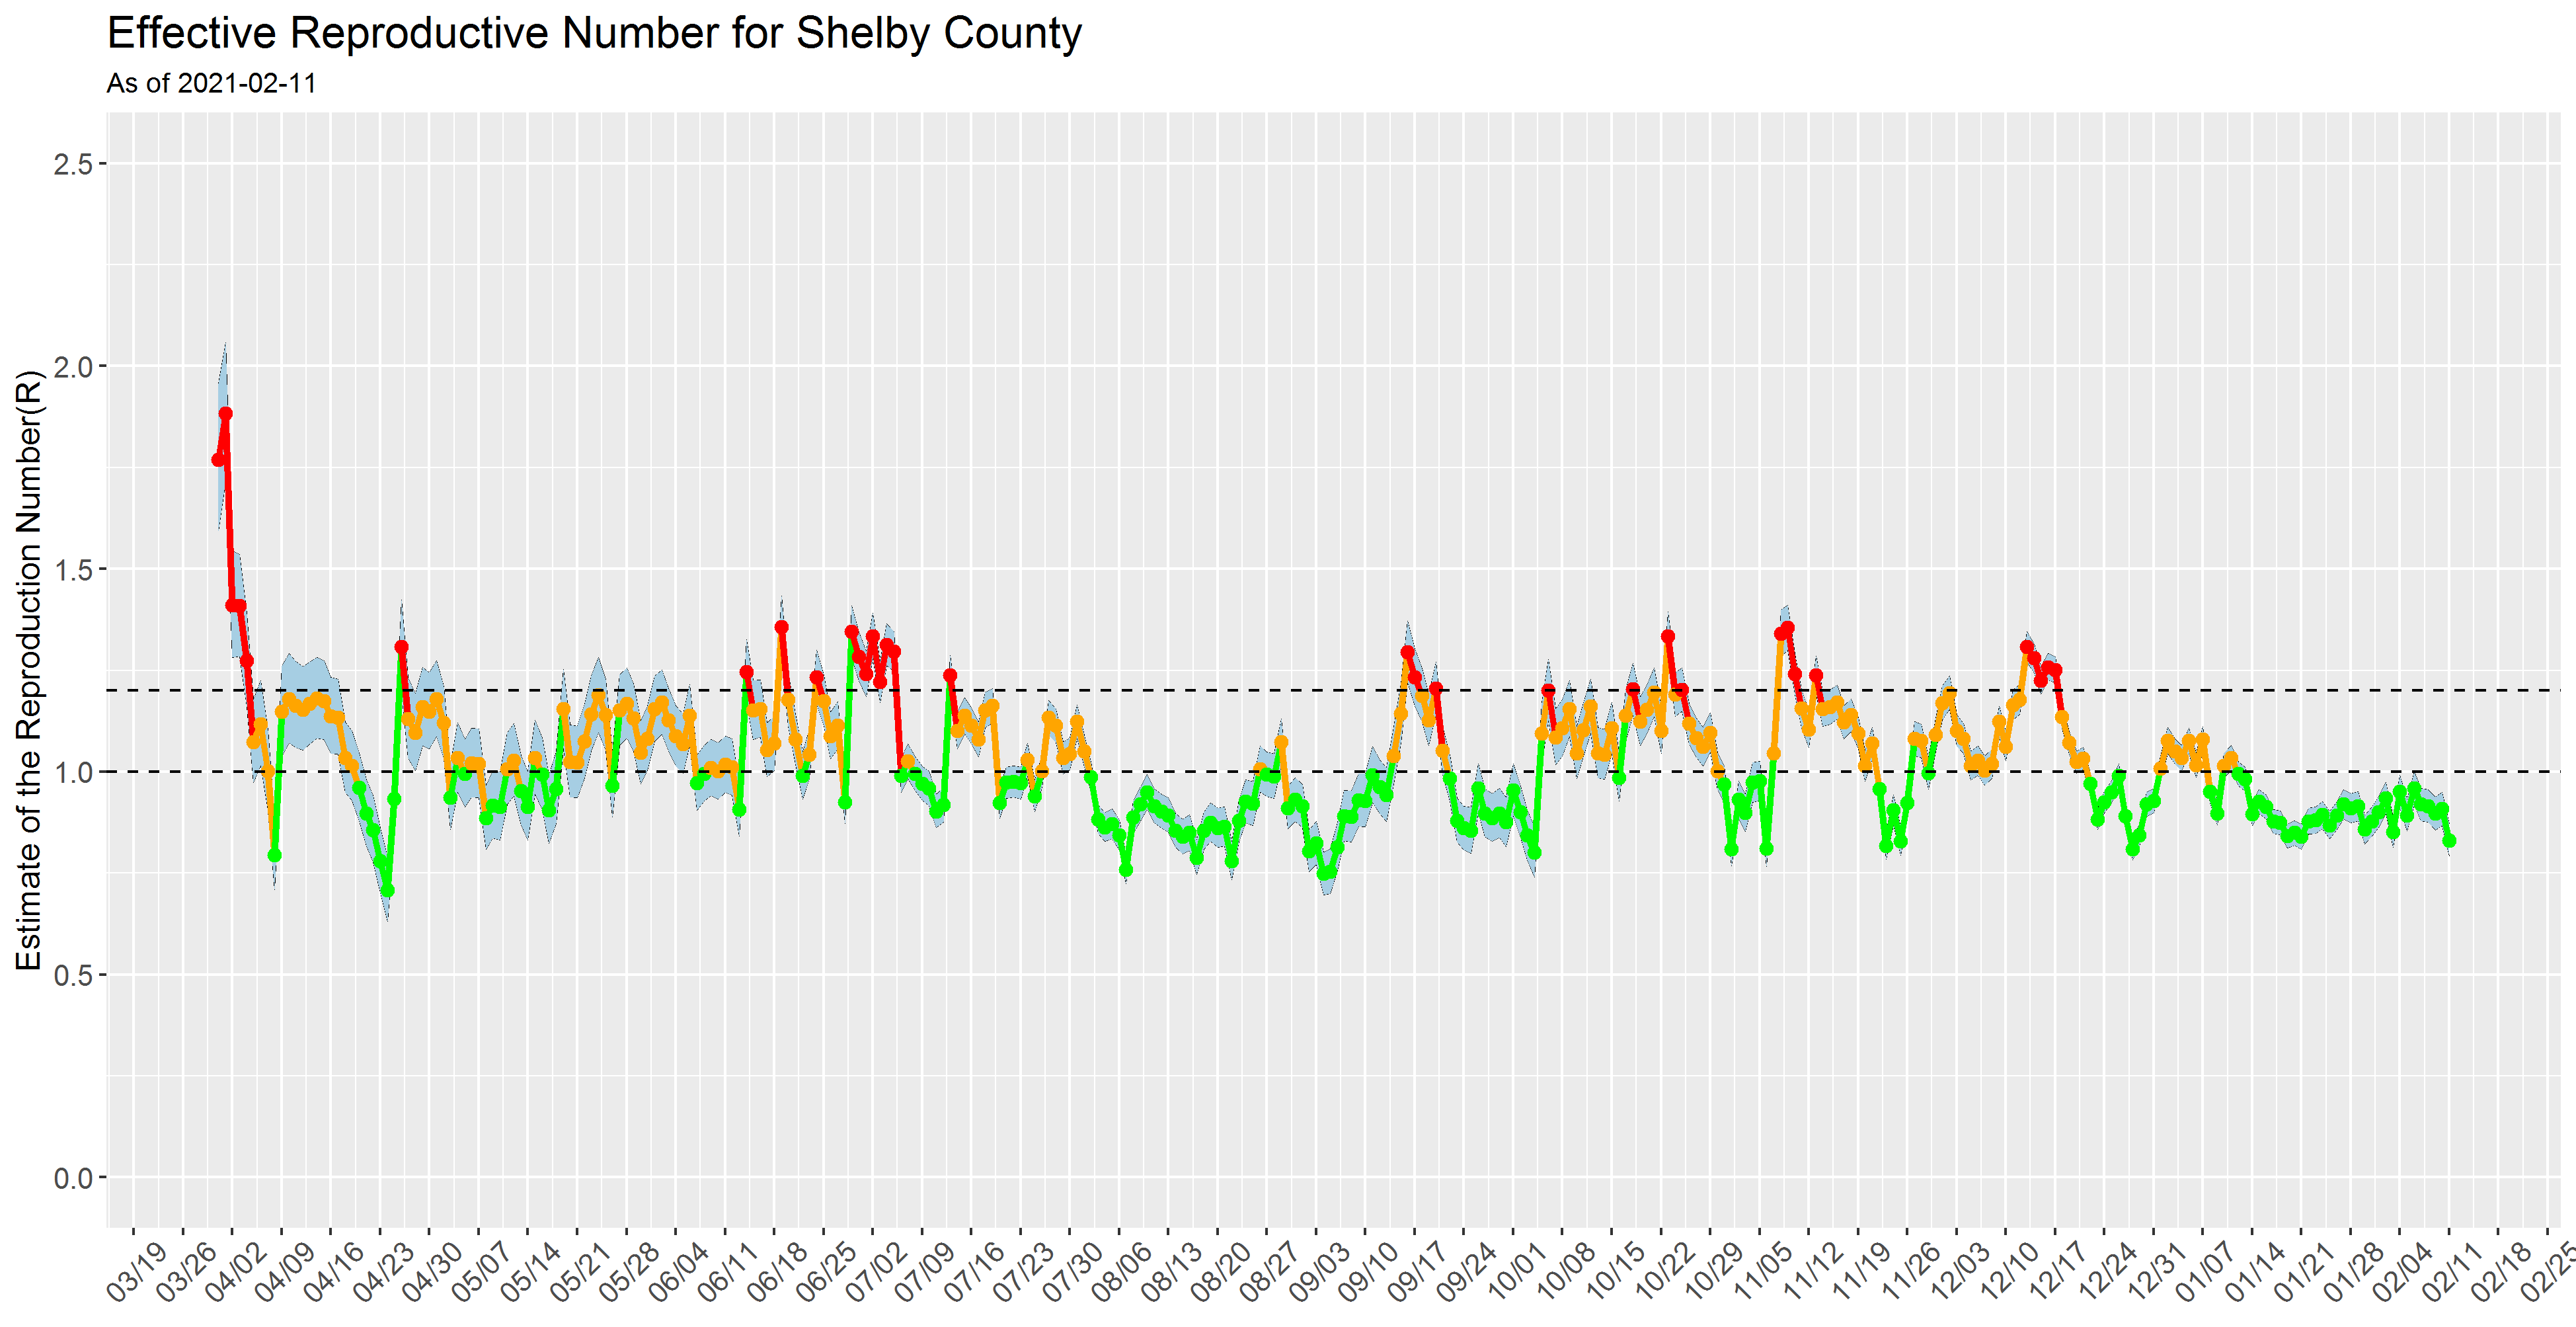 Effective Reproductive Number for Shelby County
As of 2021-02-11
Estimate of the Reproduction Number(R)
2.5
2.0
1.5
1.0
0.5
0.0
03/19 03/26 04/02 04/09 04/16 04/23 04/30 05/07 05/14 05/21 05/28 06/04 06/11 06/18 06/25 07/02 07/09 07/16 07/23 07/30 08/06 08/13 08/20 08/27 09/03 09/10 09/17 09/24 10/01 10/08 10/15 10/22 10/29 11/05 11/12 11/19 11/26 12/03 12/10 12/17 12/24 12/31 01/07 01/14 01/21 01/28 02/04 02/11 02/18 02/25